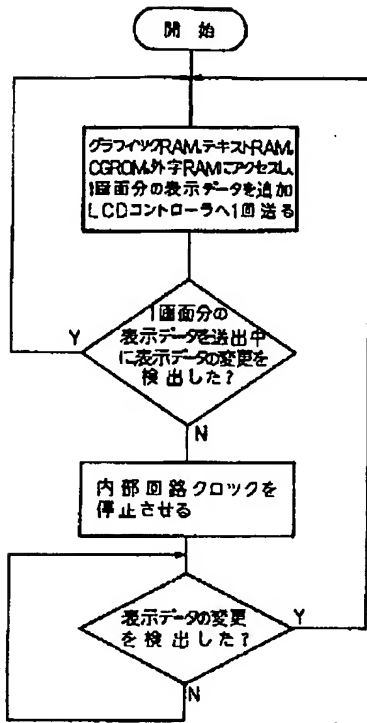 開始
グラフィックRAM、テキストRAM、
CGROM、外字RAMにアクセスし、
1画面分の表示データを追加
LCDコントローラへ1回送る
1画面分の
表示データを送出中
に表示データの変更を
検出した?
Y
N
内部回路クロックを
停止させる
表示データの変更
を検出した?
Y
N